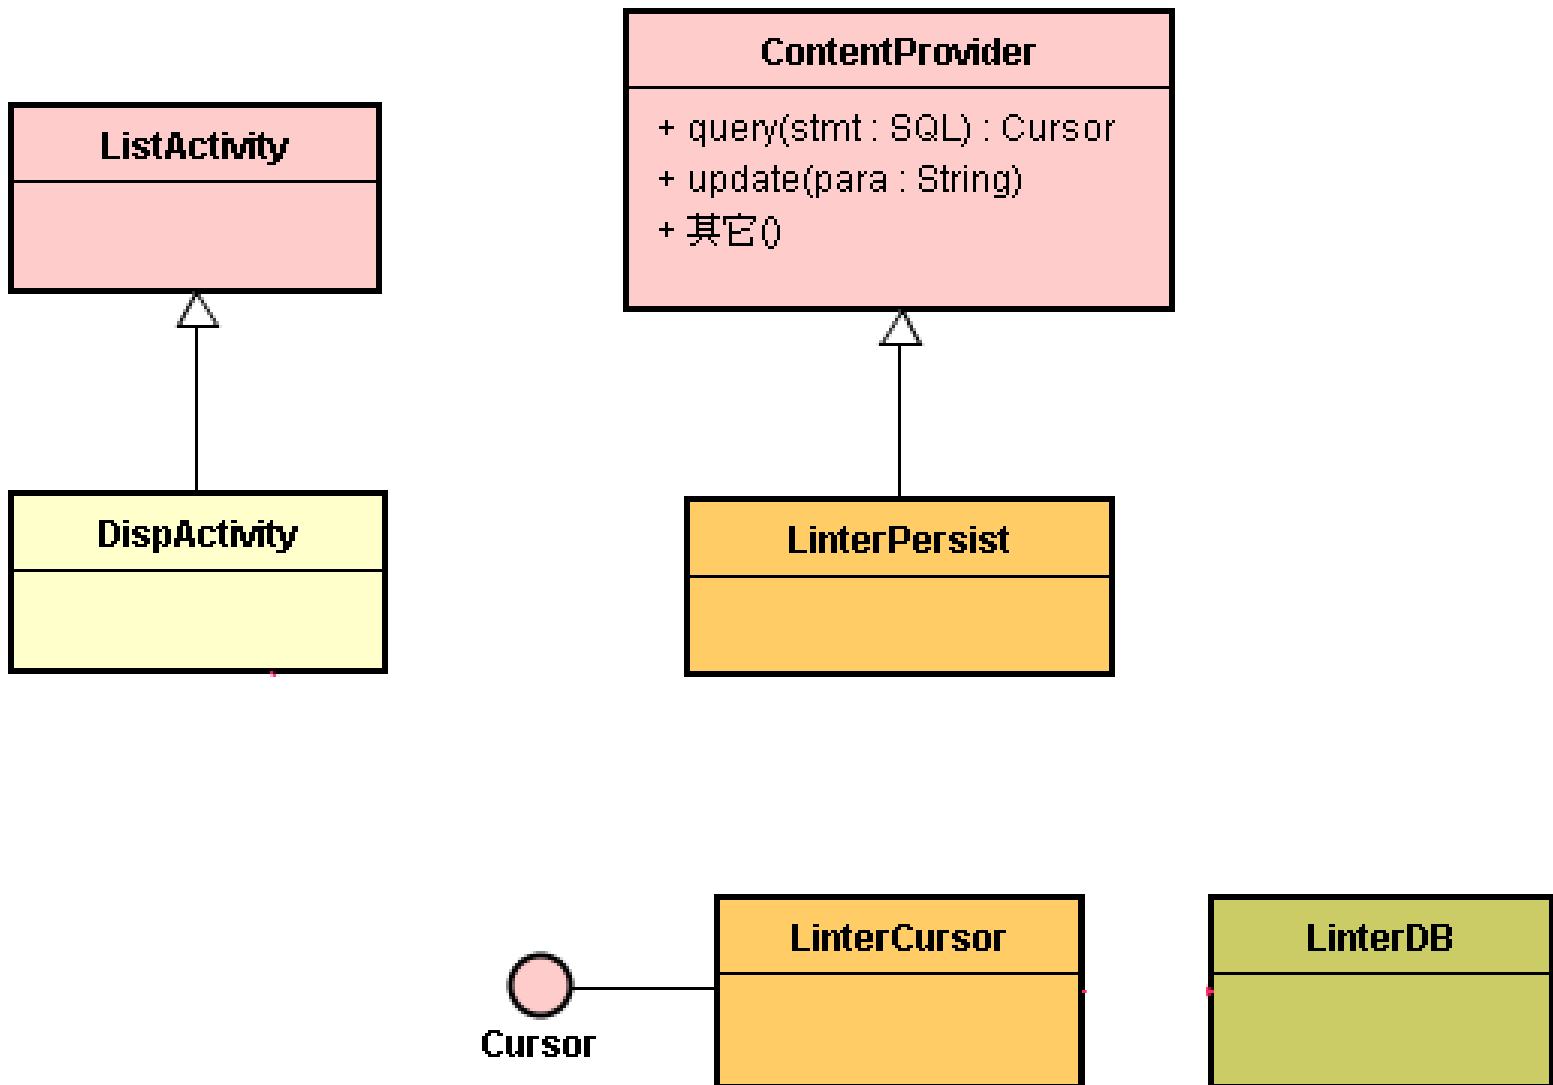 ContentProvider
+ query(stmt : SQL) : Cursor
+ update(para : String)
+ 其它()
ListActivity
DispActivity
LinterPersist
LinterCursor
LinterDB
Cursor